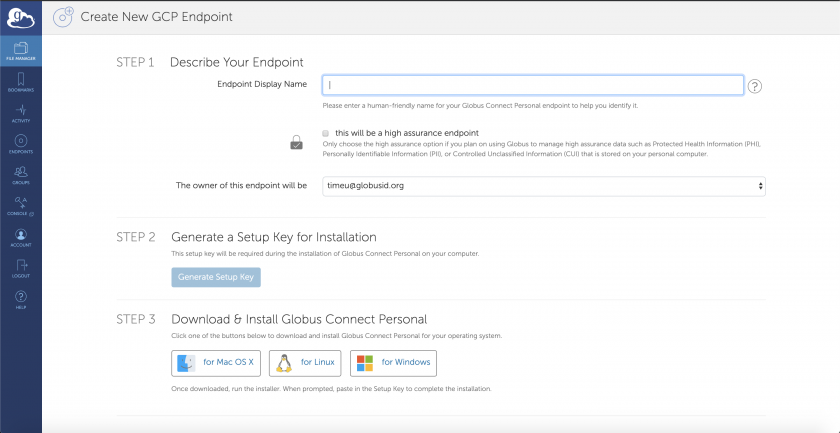 Create New GCP Endpoint
FILE MANAGER
BOOKMARKS
ACTIVITY
ENDPOINTS
GROUPS
CONSOLE
ACCOUNT
LOGOUT
HELP
STEP 1 Describe Your Endpoint
Endpoint Display Name
?
Please enter a human-friendly name for your Globus Connect Personal endpoint to help you identify it.
this will be a high assurance endpoint
Only choose the high assurance option if you plan on using Globus to manage high assurance data such as Protected Health Information (PHI),
Personally Identifiable Information (PII), or Controlled Unclassified Information (CUI) that is stored on your personal computer.
The owner of this endpoint will be timeu@globusid.org
STEP 2 Generate a Setup Key for Installation
This setup key will be required during the installation of Globus Connect Personal on your computer.
Generate Setup Key
STEP 3 Download & Install Globus Connect Personal
Click one of the buttons below to download and install Globus Connect Personal for your operating system.
for Mac OS X for Linux for Windows
Once downloaded, run the installer. When prompted, paste in the Setup Key to complete the installation.